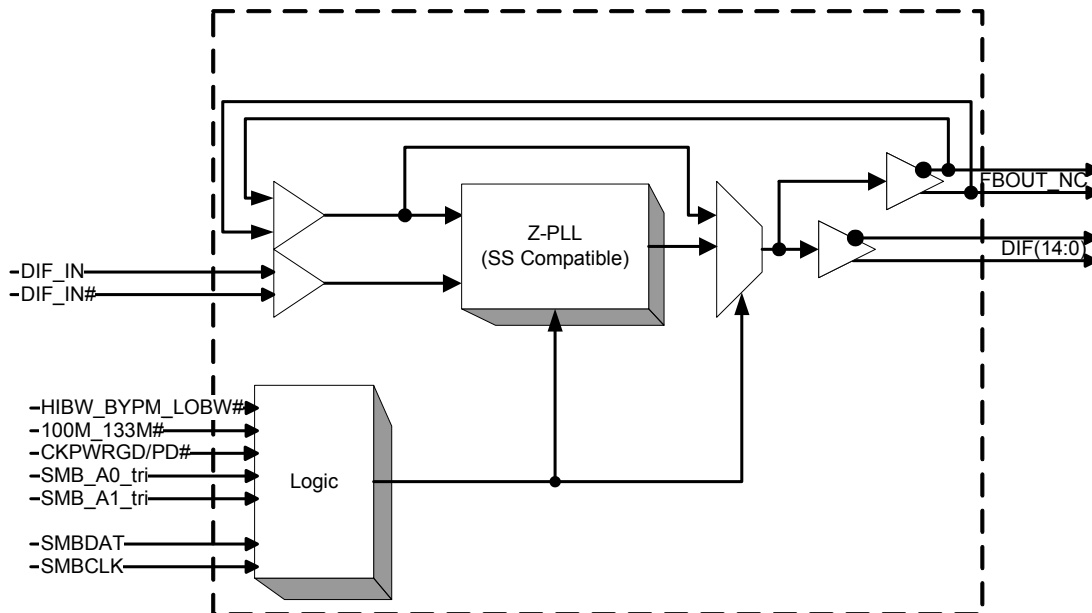 FBOUT_NC
Z-PLL
(SS Compatible)
DIF(14:0)
DIF_IN
DIF_IN#
HIBW_BYPM_LOBW#
100M_133M#
CKPWRGD/PD#
SMB_A0_tri
SMB_A1_tri
Logic
SMBDAT
SMBCLK